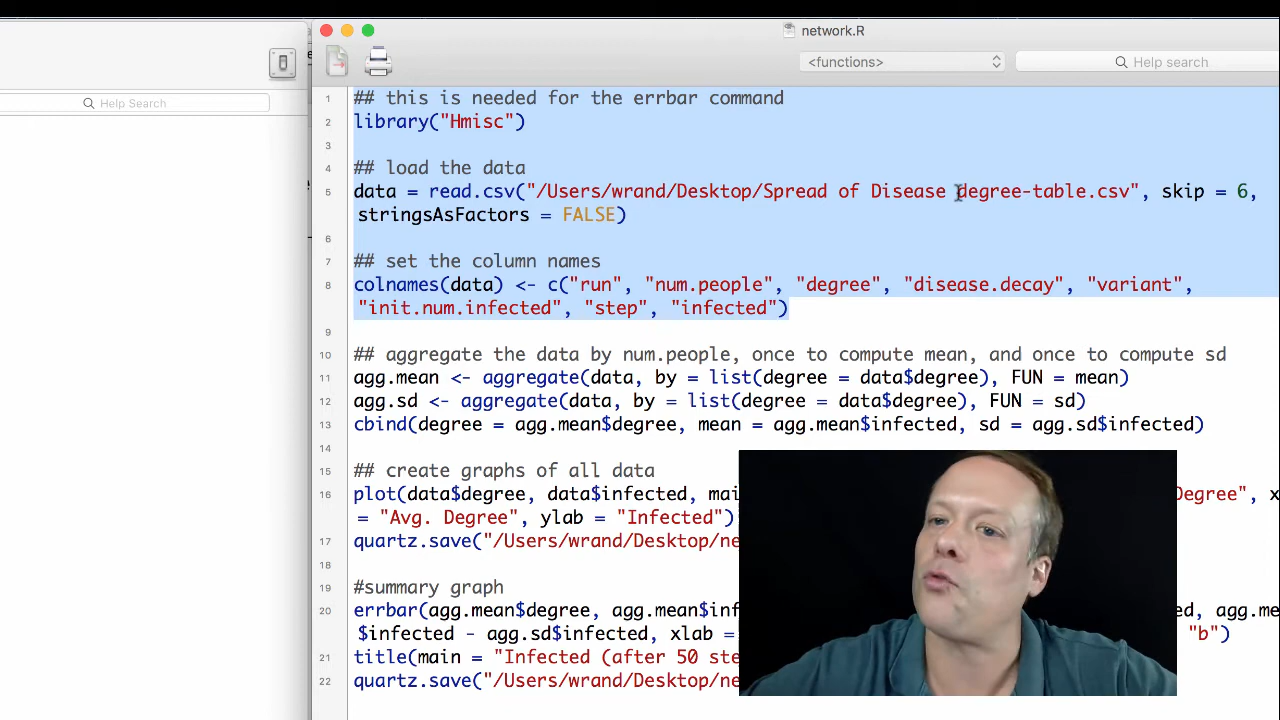 network.R
<functions>
Help search
Help Search
1 ## this is needed for the errbar command
2 library("Hmisc")
3
4 ## load the data
5 data = read.csv("/Users/wrand/Desktop/Spread of Disease degree-table.csv", skip = 6,
stringsAsFactors = FALSE)
6
7 ## set the column names
8 colnames(data) <- c("run", "num.people", "degree", "disease.decay", "variant",
"init.num.infected", "step", "infected")
9
10 ## aggregate the data by num.people, once to compute mean, and once to compute sd
11 agg.mean <- aggregate(data, by = list(degree = data$degree), FUN = mean)
12 agg.sd <- aggregate(data, by = list(degree = data$degree), FUN = sd)
13 cbind(degree = agg.mean$degree, mean = agg.mean$infected, sd = agg.sd$infected)
14
15 ## create graphs of all data
16 plot(data$degree, data$infected, mai Degree", x
= "Avg. Degree", ylab = "Infected")
17 quartz.save("/Users/wrand/Desktop/ne
18
19 #summary graph
20 errbar(agg.mean$degree, agg.mean$inf ed, agg.me
$infected - agg.sd$infected, xlab = "b")
21 title(main = "Infected (after 50 ste
22 quartz.save("/Users/wrand/Desktop/ne